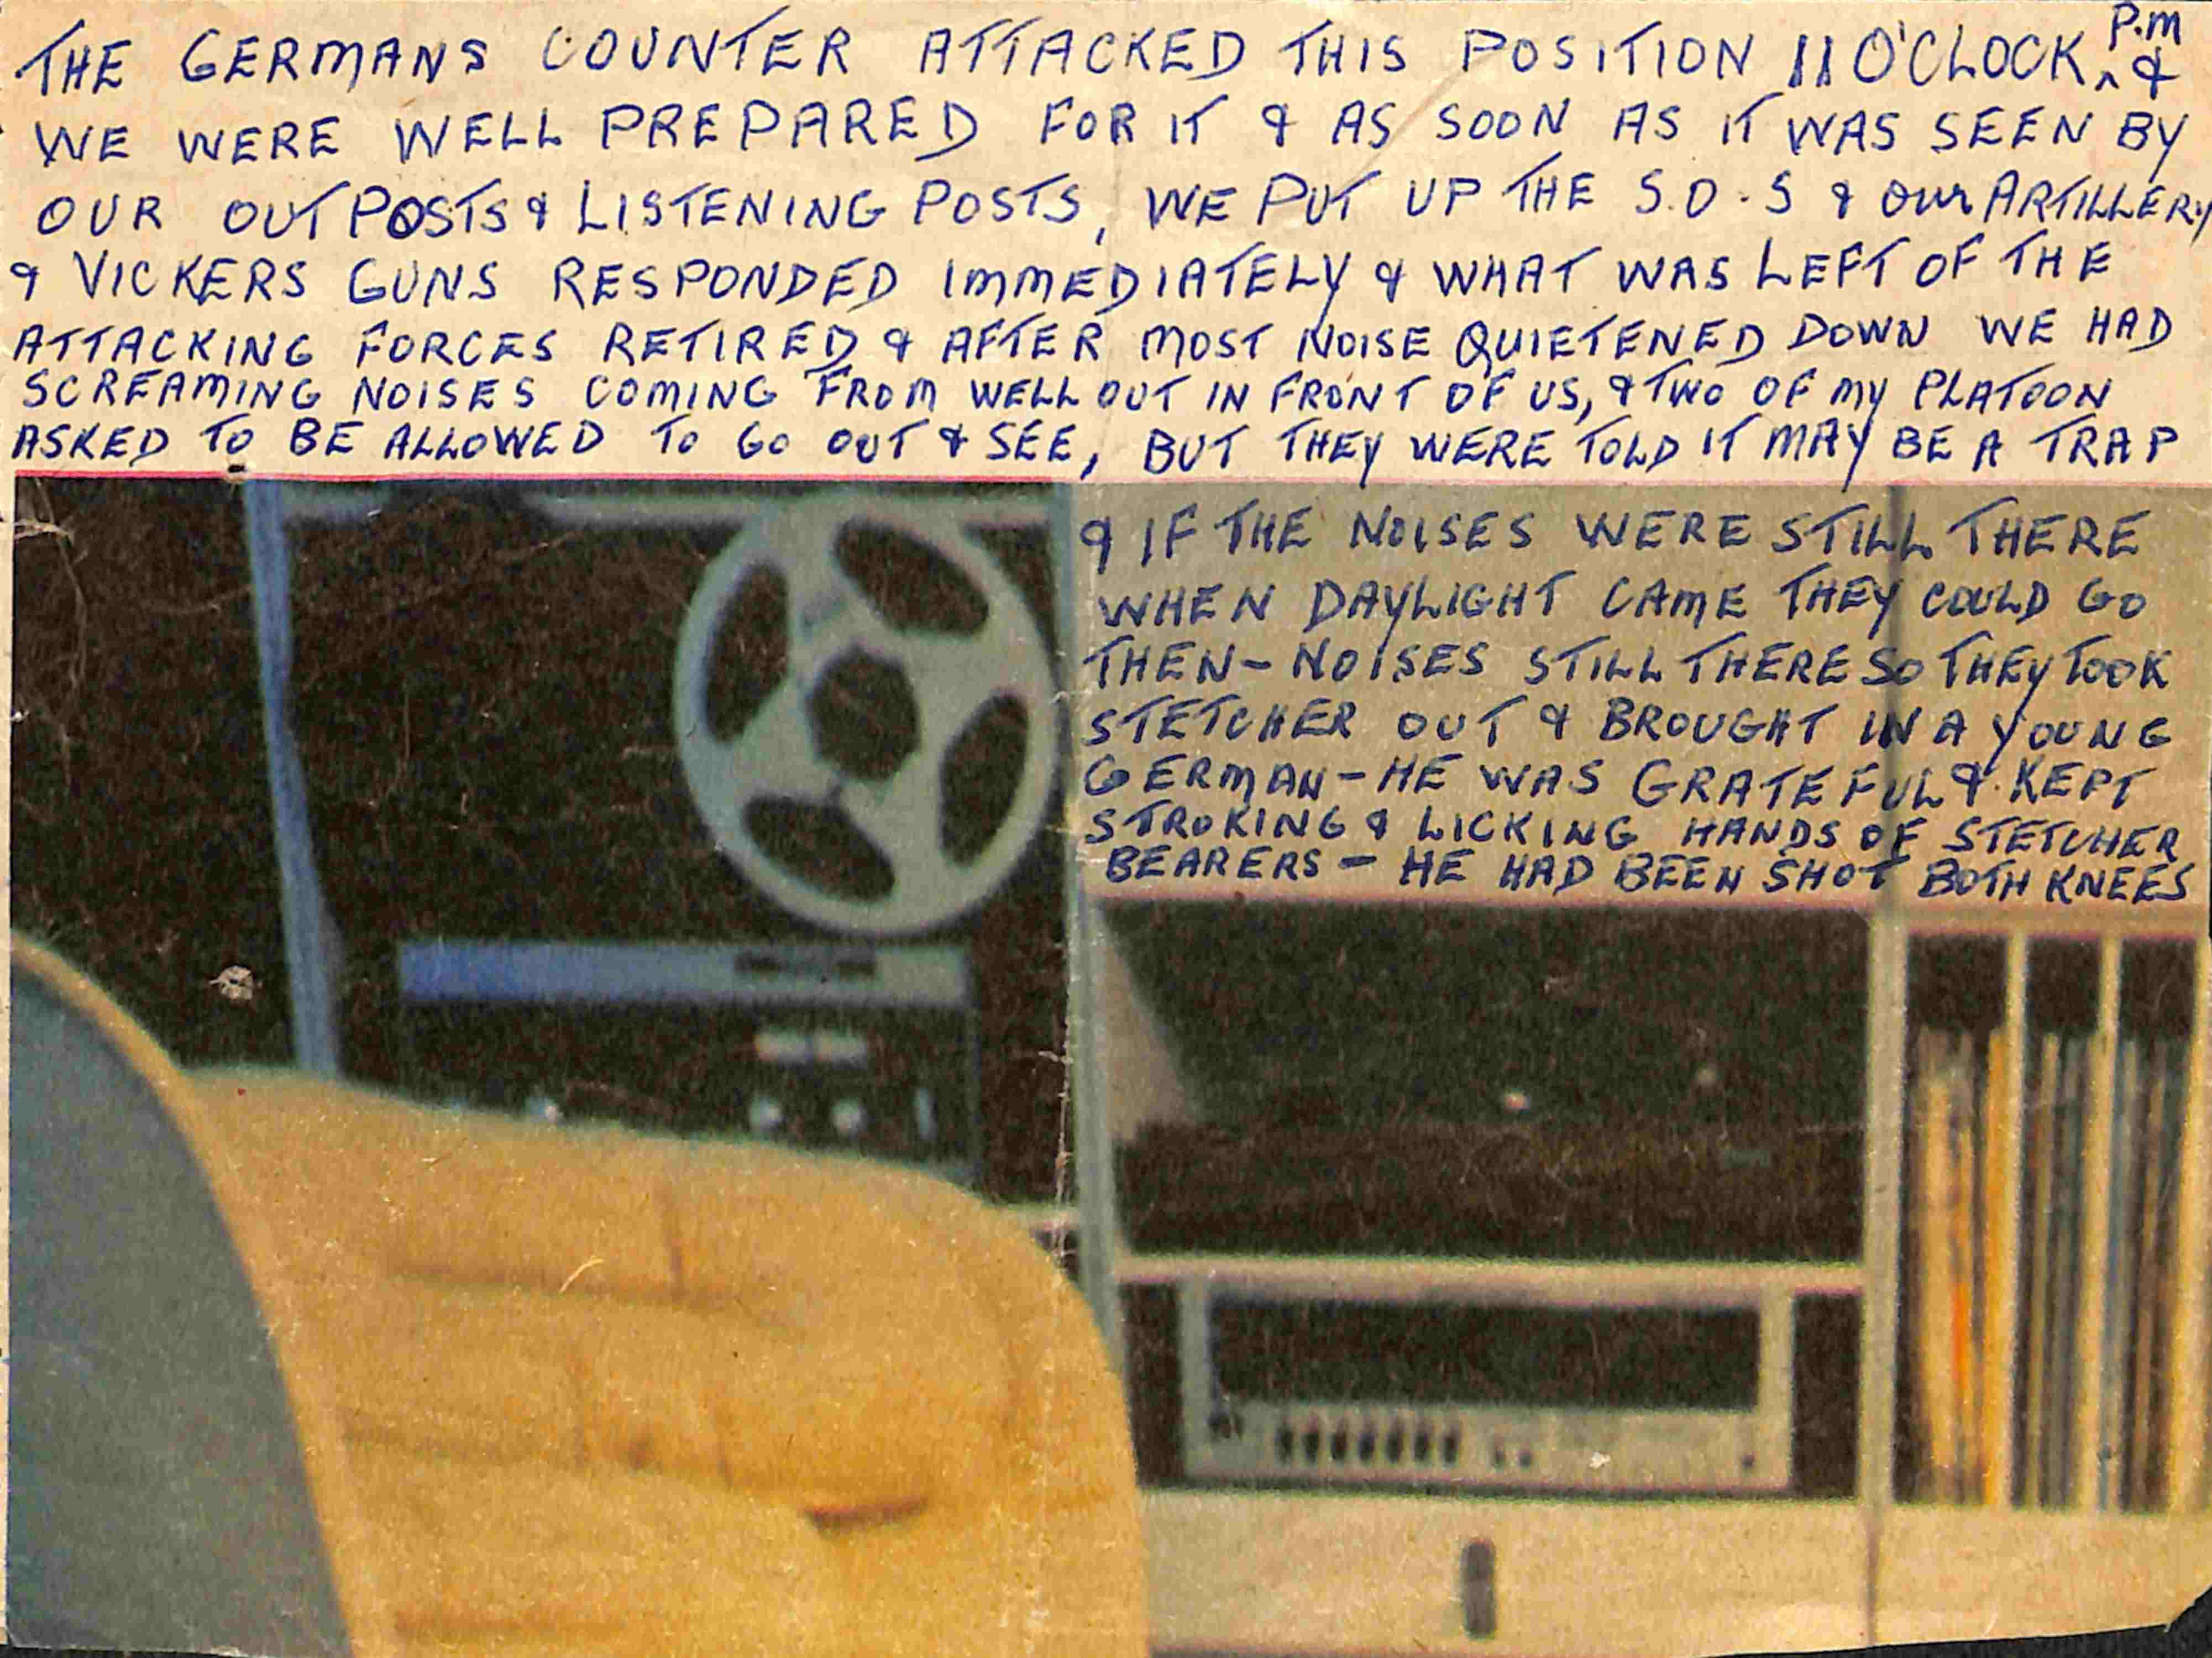 THE GERMANS COUNTER ATTACKED THIS POSITION 11 O'CLOCK ^ P.M &
WE WERE WELL PREPARED FOR IT & AS SOON AS IT WAS SEEN BY
OUR OUTPOSTS & LISTENING POSTS, WE PUT UP THE S.O.S & OUR ARTILLERY
& VICKERS GUNS RESPONDED IMMEDIATELY & WHAT WAS LEFT OF THE
ATTACKING FORCES RETIRED & AFTER MOST NOISE QUIETENED DOWN WE HAD
SCREAMING NOISES COMING FROM WELL OUT IN FRONT OF US, & TWO OF MY PLATOON
ASKED TO BE ALLOWED TO GO OUT & SEE, BUT THEY WERE TOLD IT MAY BE A TRAP
& IF THE NOISES WERE STILL THERE
WHEN DAYLIGHT CAME THEY COULD GO
THEN - NOISES STILL THERE SO THEY TOOK
STETCHER OUT & BROUGHT IN A YOUNG
GERMAN - HE WAS GRATEFUL & KEPT
STROKING & LICKING HANDS OF STETCHER
BEARERS - HE HAD BEEN SHOT BOTH KNEES